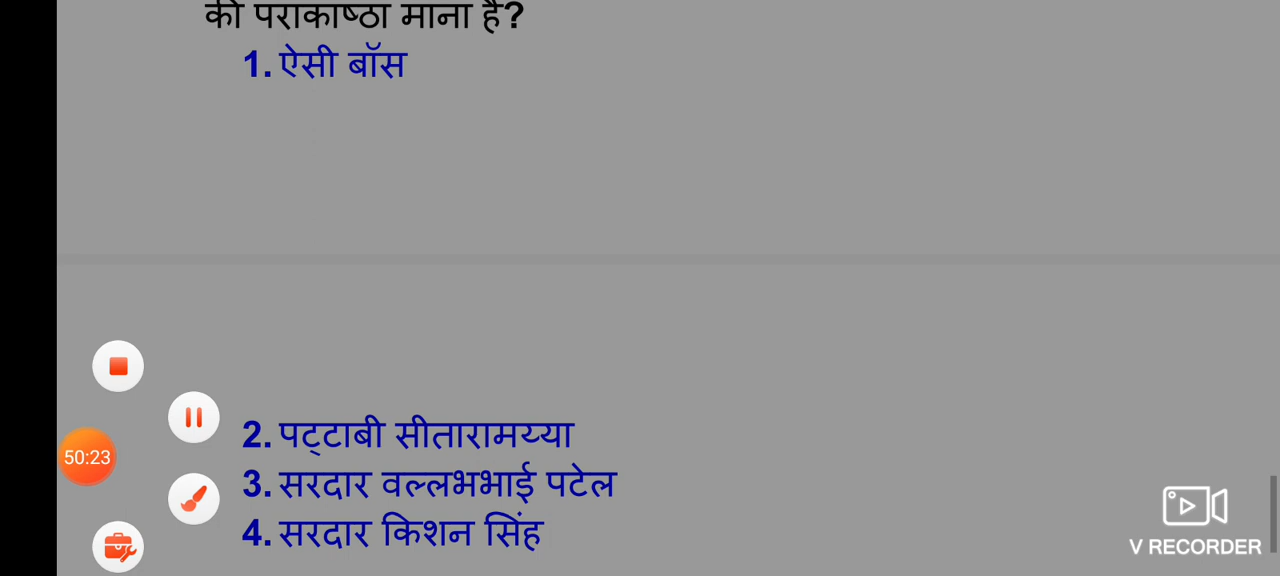 की पराकाष्ठा माना है?
1. ऐसी बॉस
2. पट्टाबी सीतारामय्या
3. सरदार वल्लभभाई पटेल
50:23
4. सरदार किशन सिंह
V RECORDER